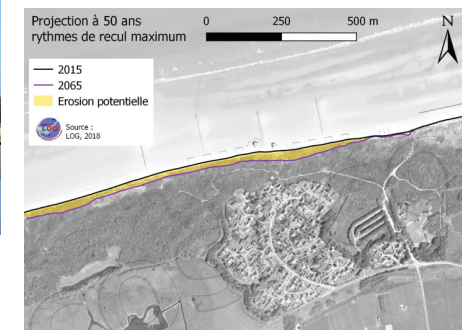 Projection à 50 ans
rythmes de recul maximum
0 250 500 m
N
2015
2065
Erosion potentielle
LOG
Source :
LOG, 2018